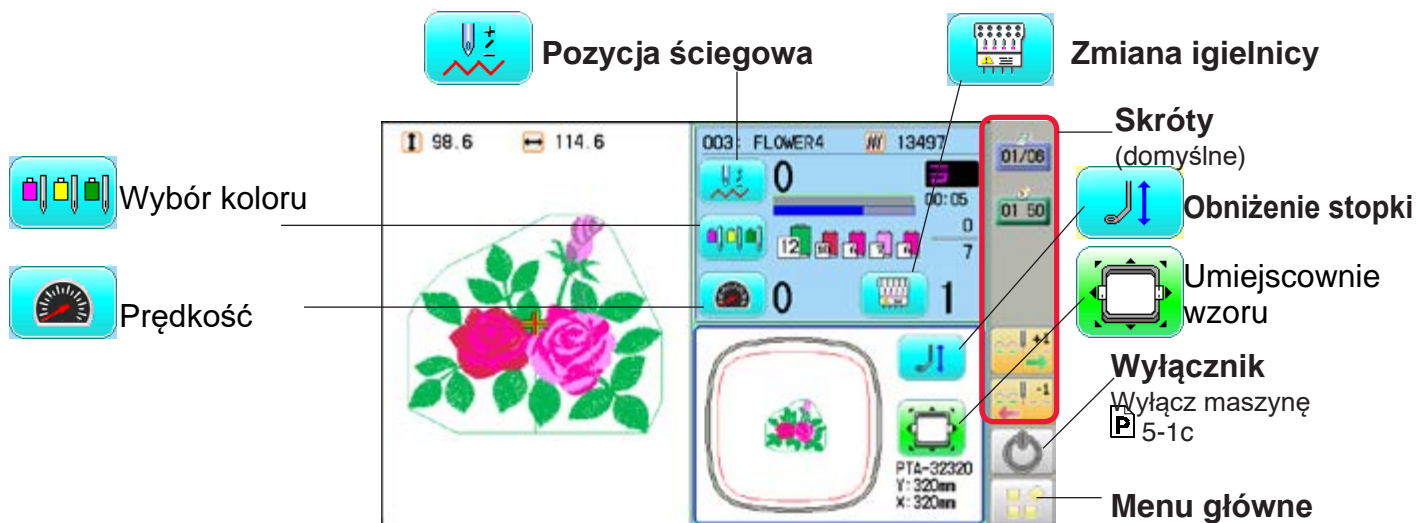 Pozycja ściegowa
Zmiana igielnicy
Wybór koloru
Prędkość
98.6 114.6
003: FLOWER4 13497
0
00:05
12
0
7
0 1
PTA-32320
Y:320mm
X:320mm
01/06
01 50
+1
-1
Skróty
(domyślne)
Obniżenie stopki
Umiejscownie
wzoru
Wyłącznik
Wyłącz maszynę
P 5-1c
Menu główne